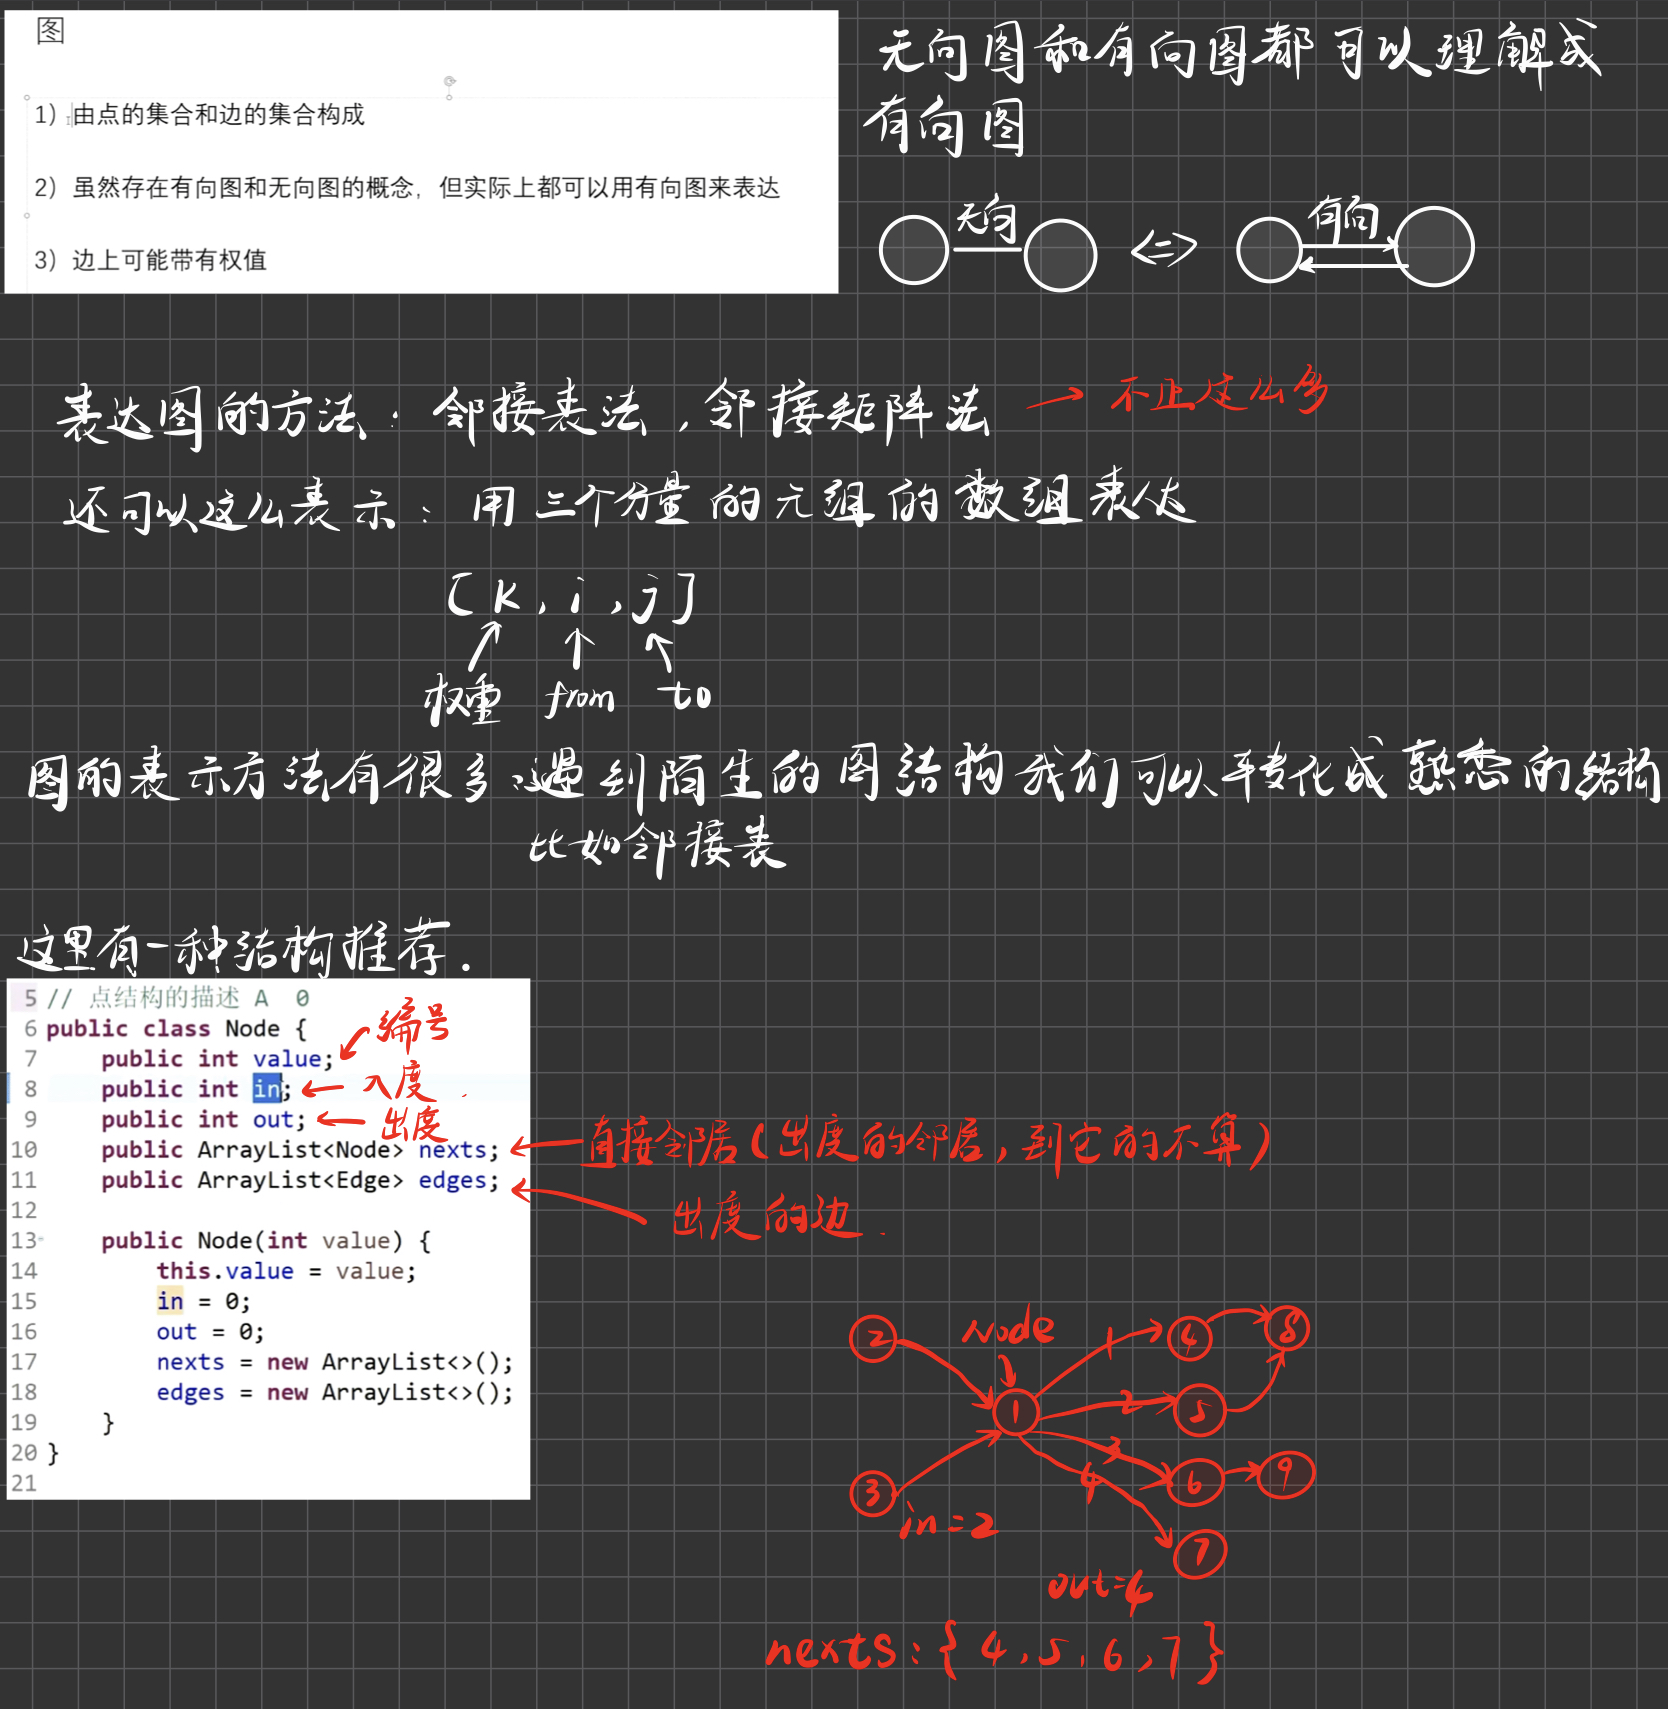 图
1）由点的集合和边的集合构成
2）虽然存在有向图和无向图的概念，但实际上都可以用有向图来表达
3）边上可能带有权值
无向图和有向图都可以理解成
有向图
无向 <=> 有向
表达图的方法：邻接表法，邻接矩阵法 → 不止这么多
还可以这么表示：用三个分量的元组的数组表达
[K, i, j]
权重 from to
图的表示方法有很多，遇到陌生的图结构我们可以转化成熟悉的结构
比如邻接表
这里有一种结构推荐.
5 // 点结构的描述 A 0
6 public class Node {
7 public int value; 编号
8 public int in; ← 入度.
9 public int out; ← 出度
10 public ArrayList<Node> nexts; ← 直接邻居(出度的邻居,到它的不算)
11 public ArrayList<Edge> edges; 出度的边.
12
13 public Node(int value) {
14 this.value = value;
15 in = 0;
16 out = 0;
17 nexts = new ArrayList<>();
18 edges = new ArrayList<>();
19 }
20 }
21
2 Node 1 4 8
1 2 5
3 6 9
3 4
in=2
7
out=4
nexts:{4,5,6,7}